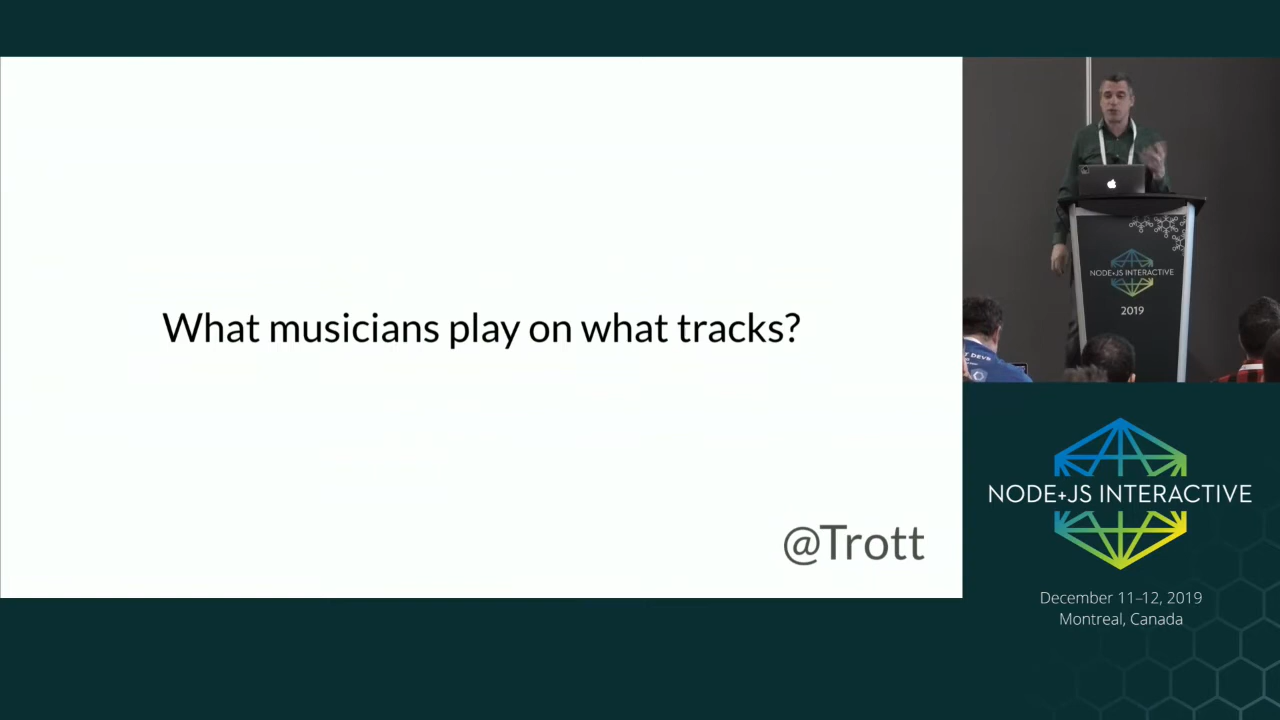 What musicians play on what tracks?
@Trott
NODE+JS INTERACTIVE
2019
NODE+JS INTERACTIVE
December 11–12, 2019
Montreal, Canada